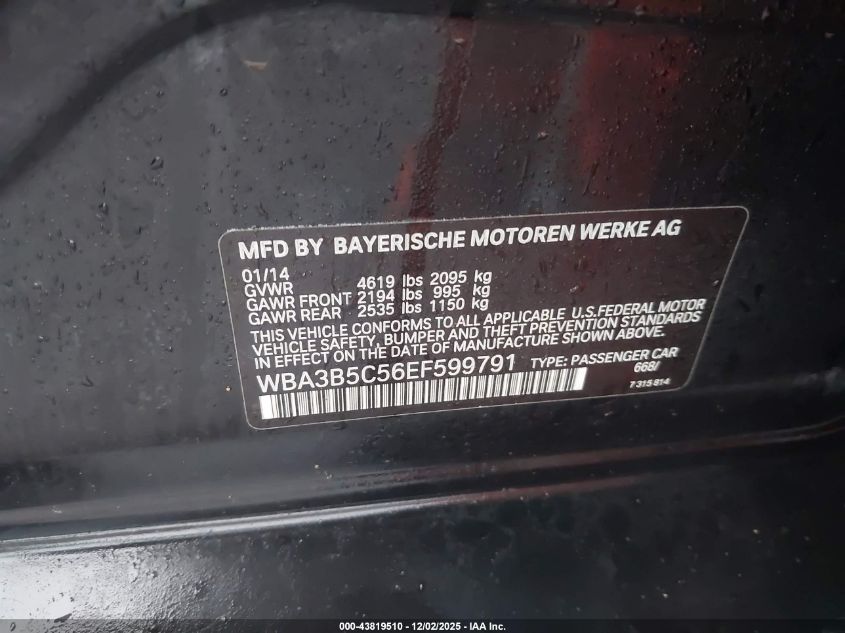 MFD BY BAYERISCHE MOTOREN WERKE AG
01/14
GVWR 4619 lbs 2095 kg
GAWR FRONT 2194 lbs 995 kg
GAWR REAR 2535 lbs 1150 kg
THIS VEHICLE CONFORMS TO ALL APPLICABLE U.S.FEDERAL MOTOR
VEHICLE SAFETY, BUMPER AND THEFT PREVENTION STANDARDS
IN EFFECT ON THE DATE OF MANUFACTURE SHOWN ABOVE.
WBA3B5C56EF599791 TYPE: PASSENGER CAR
668/
7 315 814
000-43819510 - 12/02/2025 - IAA Inc.